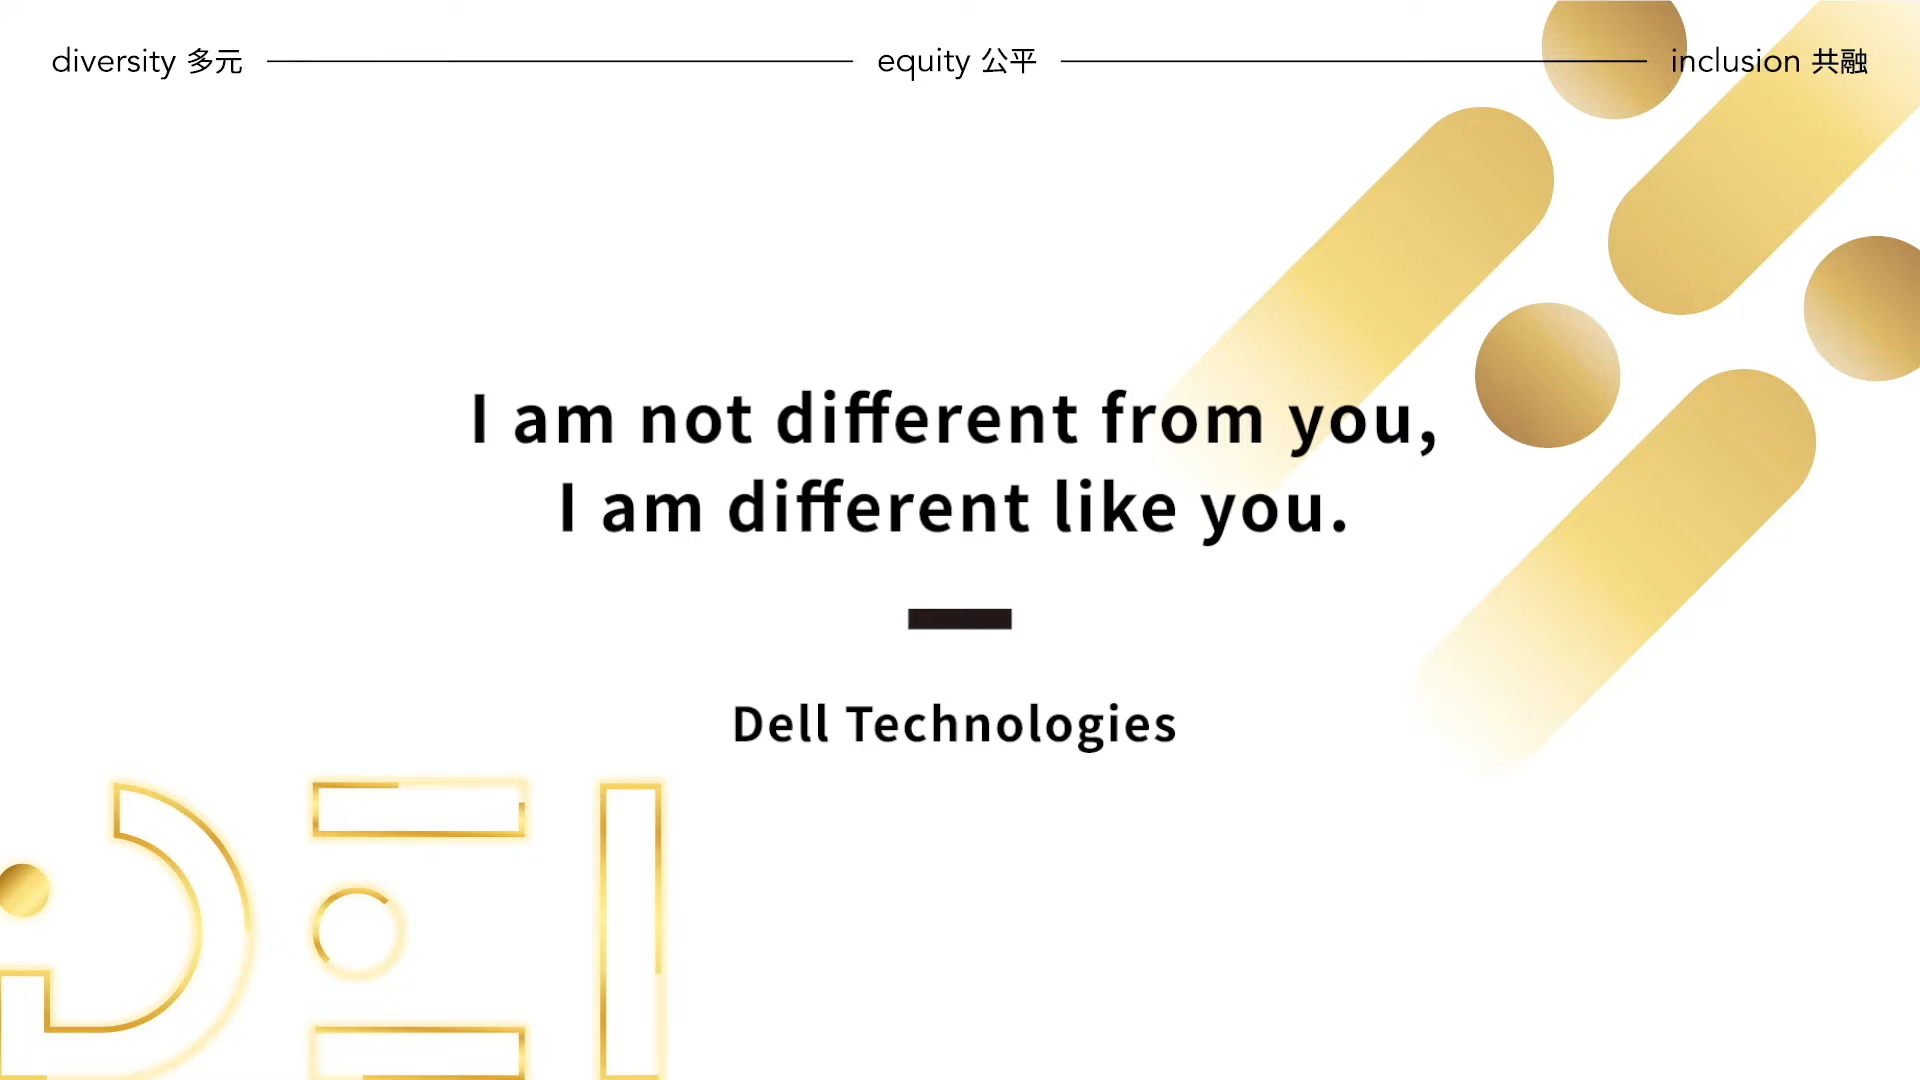 diversity 多元
equity 公平
inclusion 共融
I am not different from you,
I am different like you.
Dell Technologies
DEI